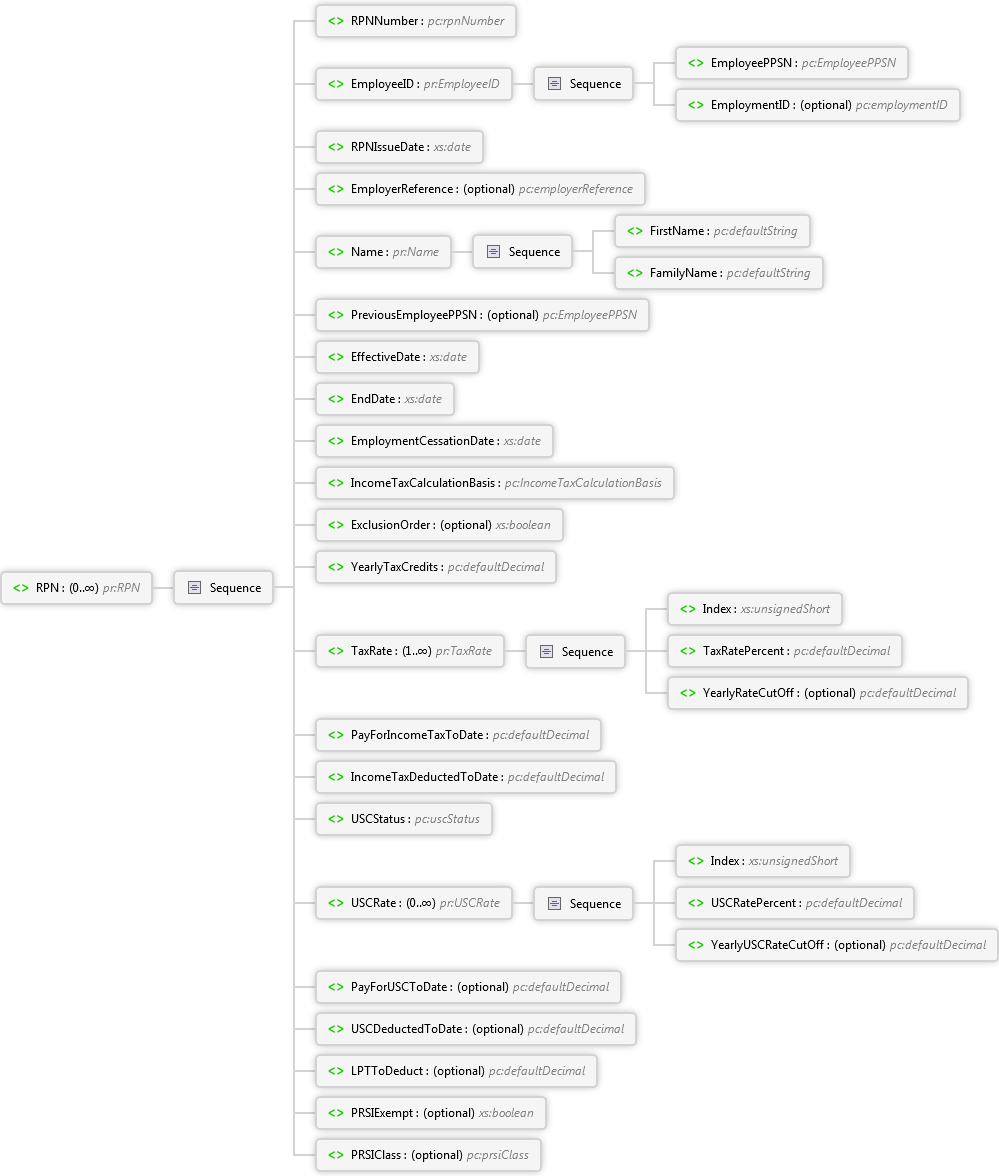 <> RPNNumber : pc:rpnNumber
<> EmployeeID : pr:EmployeeID
Sequence
<> EmployeePPSN : pc:EmployeePPSN
<> EmploymentID : (optional) pc:employmentID
<> RPNIssueDate : xs:date
<> EmployerReference : (optional) pc:employerReference
<> Name : pr:Name
Sequence
<> FirstName : pc:defaultString
<> FamilyName : pc:defaultString
<> PreviousEmployeePPSN : (optional) pc:EmployeePPSN
<> EffectiveDate : xs:date
<> EndDate : xs:date
<> EmploymentCessationDate : xs:date
<> IncomeTaxCalculationBasis : pc:IncomeTaxCalculationBasis
<> ExclusionOrder : (optional) xs:boolean
<> YearlyTaxCredits : pc:defaultDecimal
<> RPN : (0..∞) pr:RPN
Sequence
<> TaxRate : (1..∞) pr:TaxRate
Sequence
<> Index : xs:unsignedShort
<> TaxRatePercent : pc:defaultDecimal
<> YearlyRateCutOff : (optional) pc:defaultDecimal
<> PayForIncomeTaxToDate : pc:defaultDecimal
<> IncomeTaxDeductedToDate : pc:defaultDecimal
<> USCStatus : pc:uscStatus
<> USCRate : (0..∞) pr:USCRate
Sequence
<> Index : xs:unsignedShort
<> USCRatePercent : pc:defaultDecimal
<> YearlyUSCRateCutOff : (optional) pc:defaultDecimal
<> PayForUSCToDate : (optional) pc:defaultDecimal
<> USCDeductedToDate : (optional) pc:defaultDecimal
<> LPTToDeduct : (optional) pc:defaultDecimal
<> PRSIExempt : (optional) xs:boolean
<> PRSIClass : (optional) pc:prsiClass